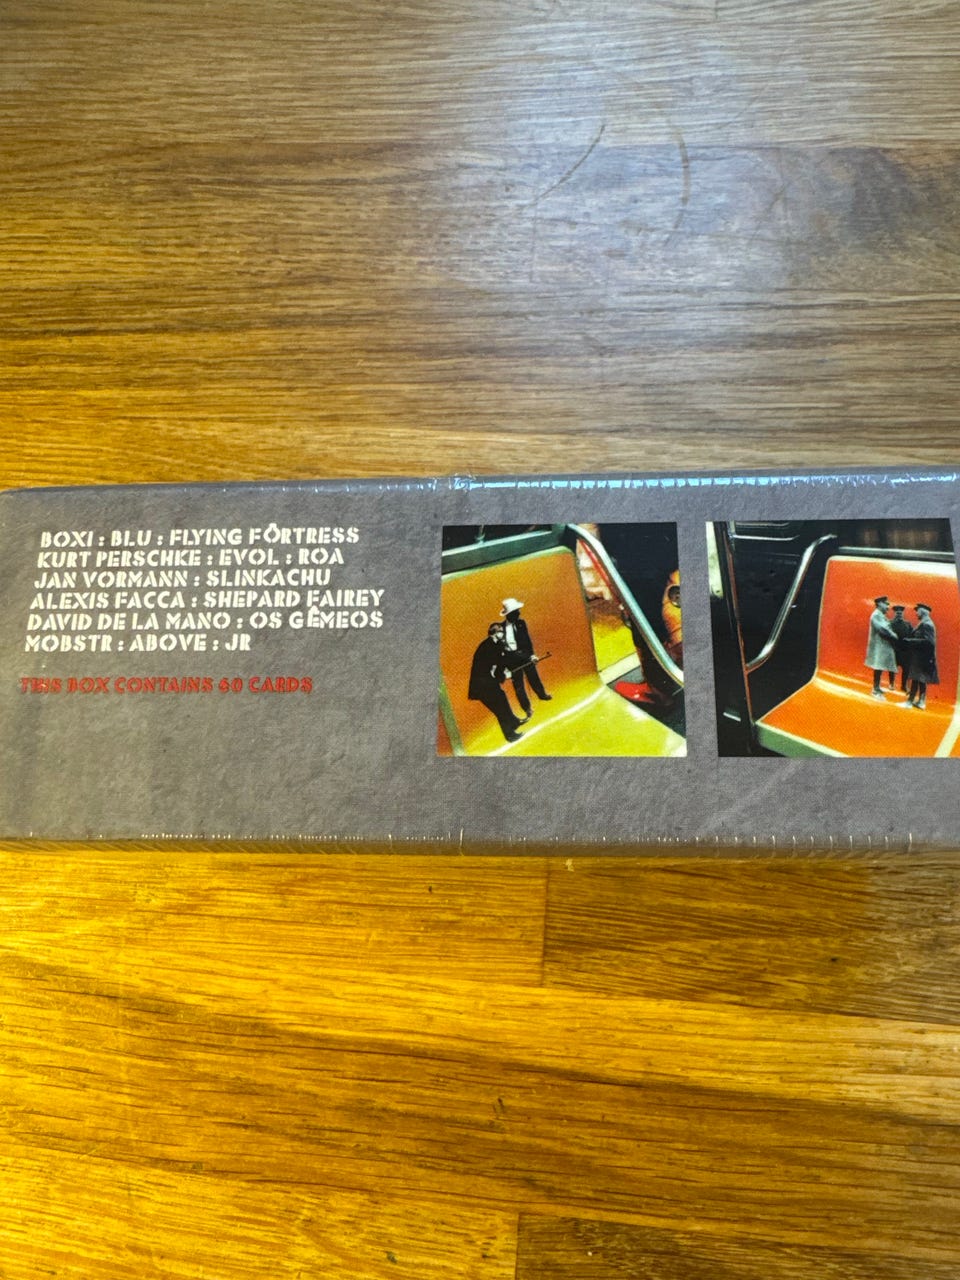 BOXI : BLU : FLYING FÔRTRESS
KURT PERSCHKE : EVOL : ROA
JAN VORMANN : SLINKACHU
ALEXIS FACCA : SHEPARD FAIREY
DAVID DE LA MANO : OS GÊMEOS
MOBSTR : ABOVE : JR
THIS BOX CONTAINS 60 CARDS